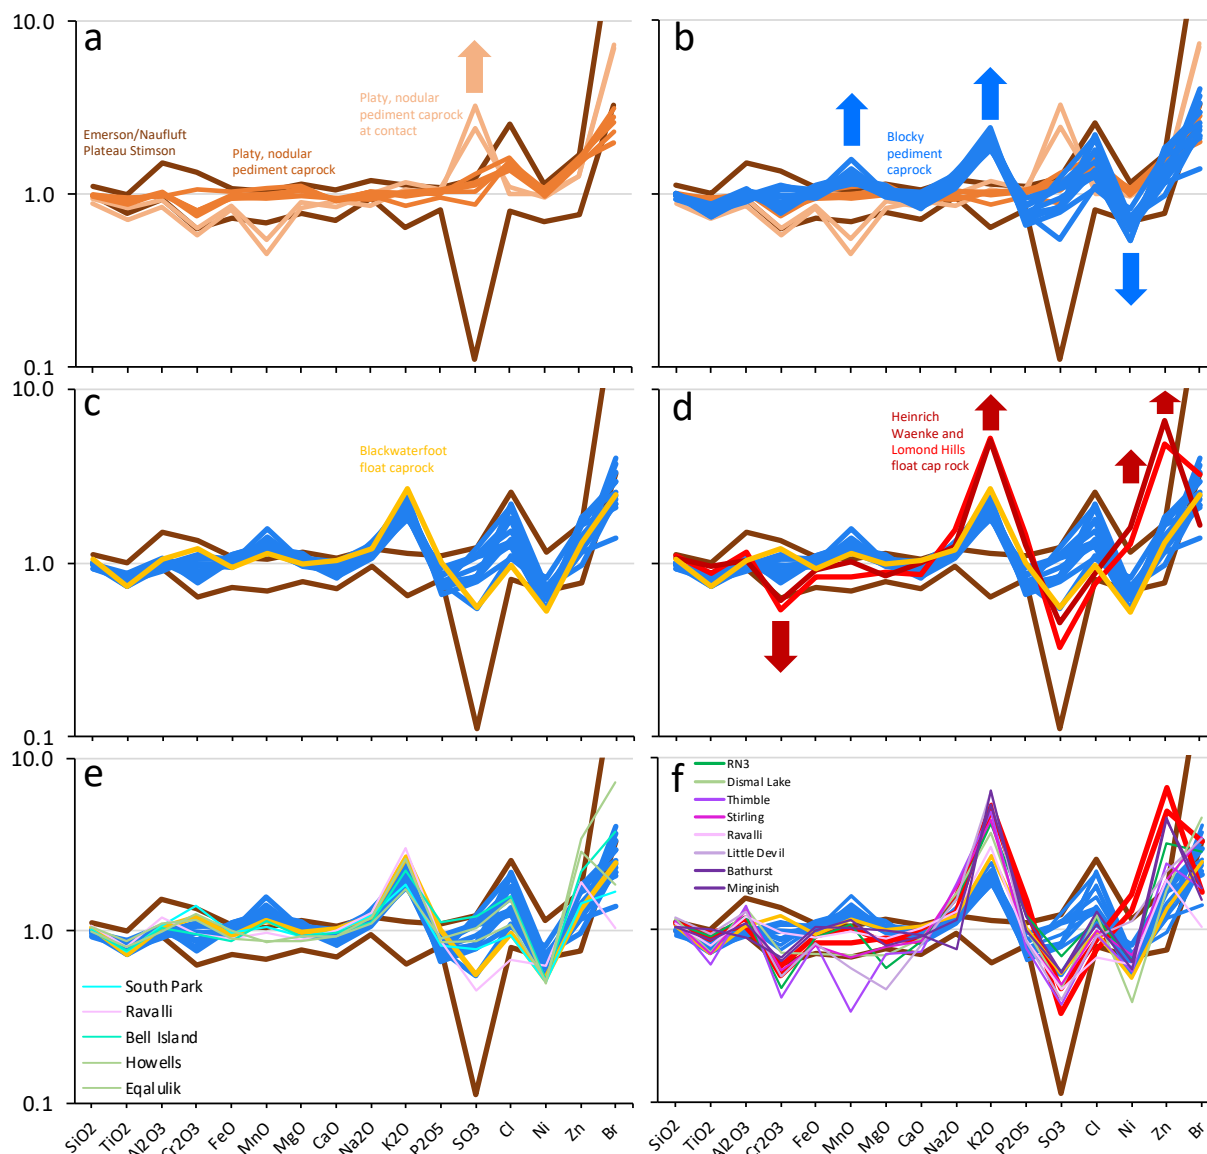 10.0
a
Platy, nodular
pediment caprock
at contact
Emerson/Naufluft
Plateau Stimson
Platy, nodular
pediment caprock
1.0
0.1
b
Blocky
pediment
caprock
10.0
c
Blackwaterfoot
float caprock
1.0
0.1
d
Heinrich
Waenke and
Lomond Hills
float cap rock
10.0
e
1.0
South Park
Ravalli
Bell Island
Howells
Eqalulik
0.1
f
RN3
Dismal Lake
Thimble
Stirling
Ravalli
Little Devil
Bathurst
Minginish
SiO2
TiO2
Al2O3
Cr2O3
FeO
MnO
MgO
CaO
Na2O
K2O
P2O5
SO3
Cl
Ni
Zn
Br
SiO2
TiO2
Al2O3
Cr2O3
FeO
MnO
MgO
CaO
Na2O
K2O
P2O5
SO3
Cl
Ni
Zn
Br